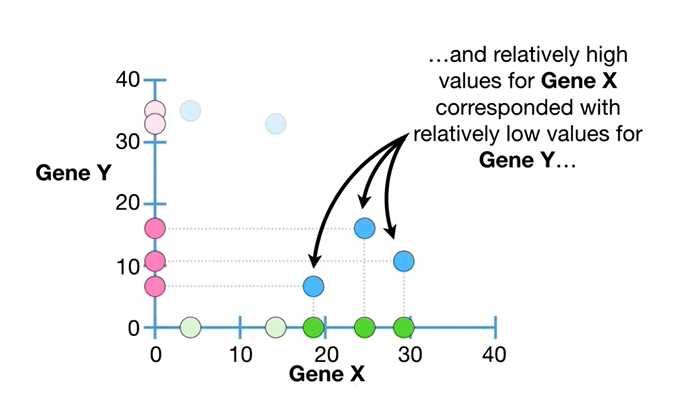 …and relatively high
values for Gene X
corresponded with
relatively low values for
Gene Y…
40
30
Gene Y
20
10
0
0 10 20 30 40
Gene X